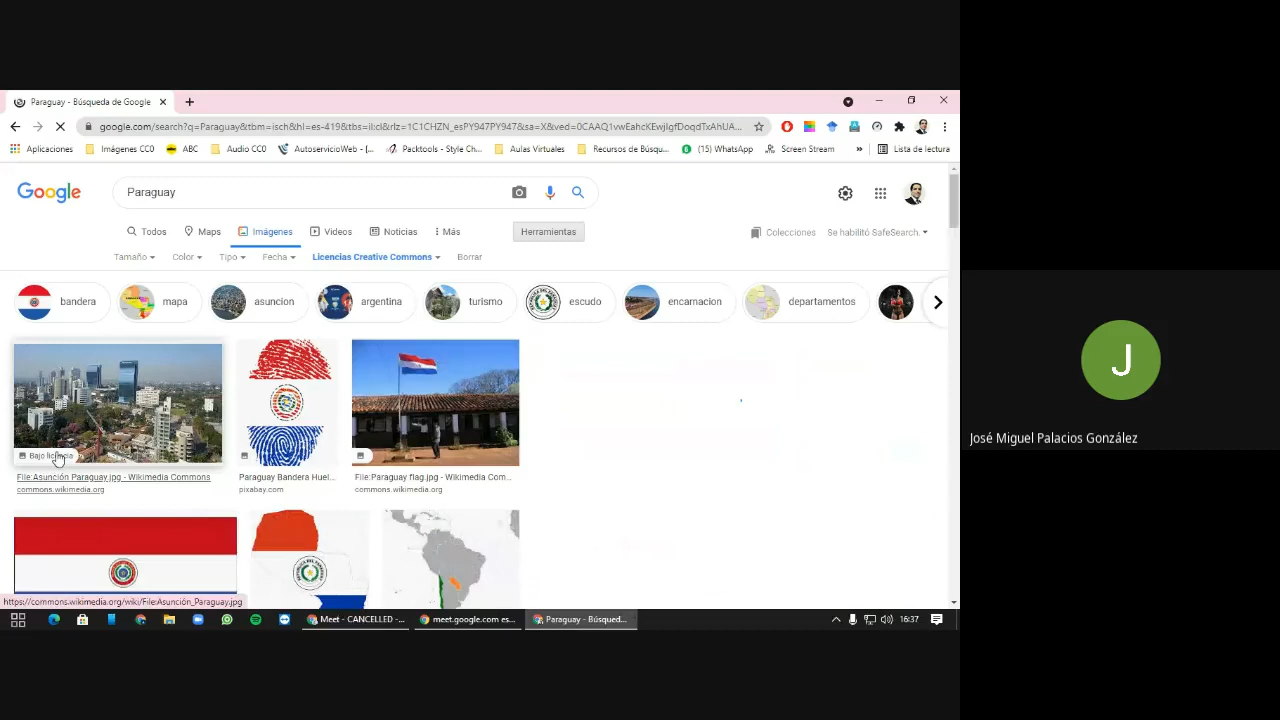 Paraguay - Búsqueda de Google
google.com/search?q=Paraguay&tbm=isch&hl=es-419&tbs=il:cl&rlz=1C1CHZN_esPY947PY947&sa=X&ved=0CAAQ1vwEahcKEwjIgfDoqdTxAhUA...
Aplicaciones
Imágenes CC0
ABC
Audio CC0
AutoservicioWeb - [...
Packtools - Style Ch...
Aulas Virtuales
Recursos de Búsqu...
(15) WhatsApp
Screen Stream
»
Lista de lectura
Google
Paraguay
Todos
Maps
Imágenes
Videos
Noticias
Más
Herramientas
Colecciones
Se habilitó SafeSearch.
Tamaño
Color
Tipo
Fecha
Licencias Creative Commons
Borrar
bandera
mapa
asuncion
argentina
turismo
escudo
encarnacion
departamentos
Bajo licencia
File:Asunción Paraguay.jpg - Wikimedia Commons
commons.wikimedia.org
Paraguay Bandera Huel...
pixabay.com
File:Paraguay flag.jpg - Wikimedia Com...
commons.wikimedia.org
https://commons.wikimedia.org/wiki/File:Asunción_Paraguay.jpg
Meet - CANCELLED -...
meet.google.com es...
Paraguay - Búsqued...
16:37
J
José Miguel Palacios González